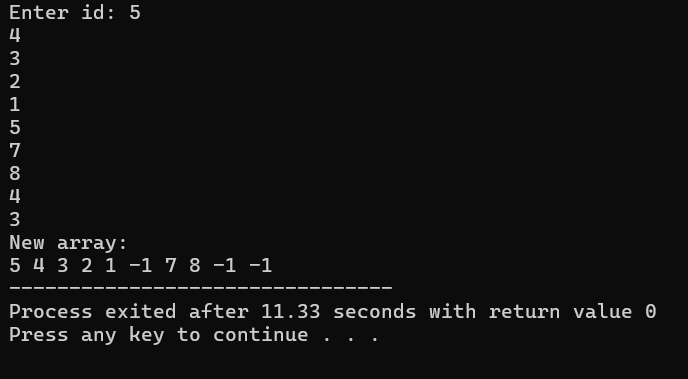 Enter id: 5
4
3
2
1
5
7
8
4
3
New array:
5 4 3 2 1 -1 7 8 -1 -1
--------------------------------
Process exited after 11.33 seconds with return value 0
Press any key to continue . . .